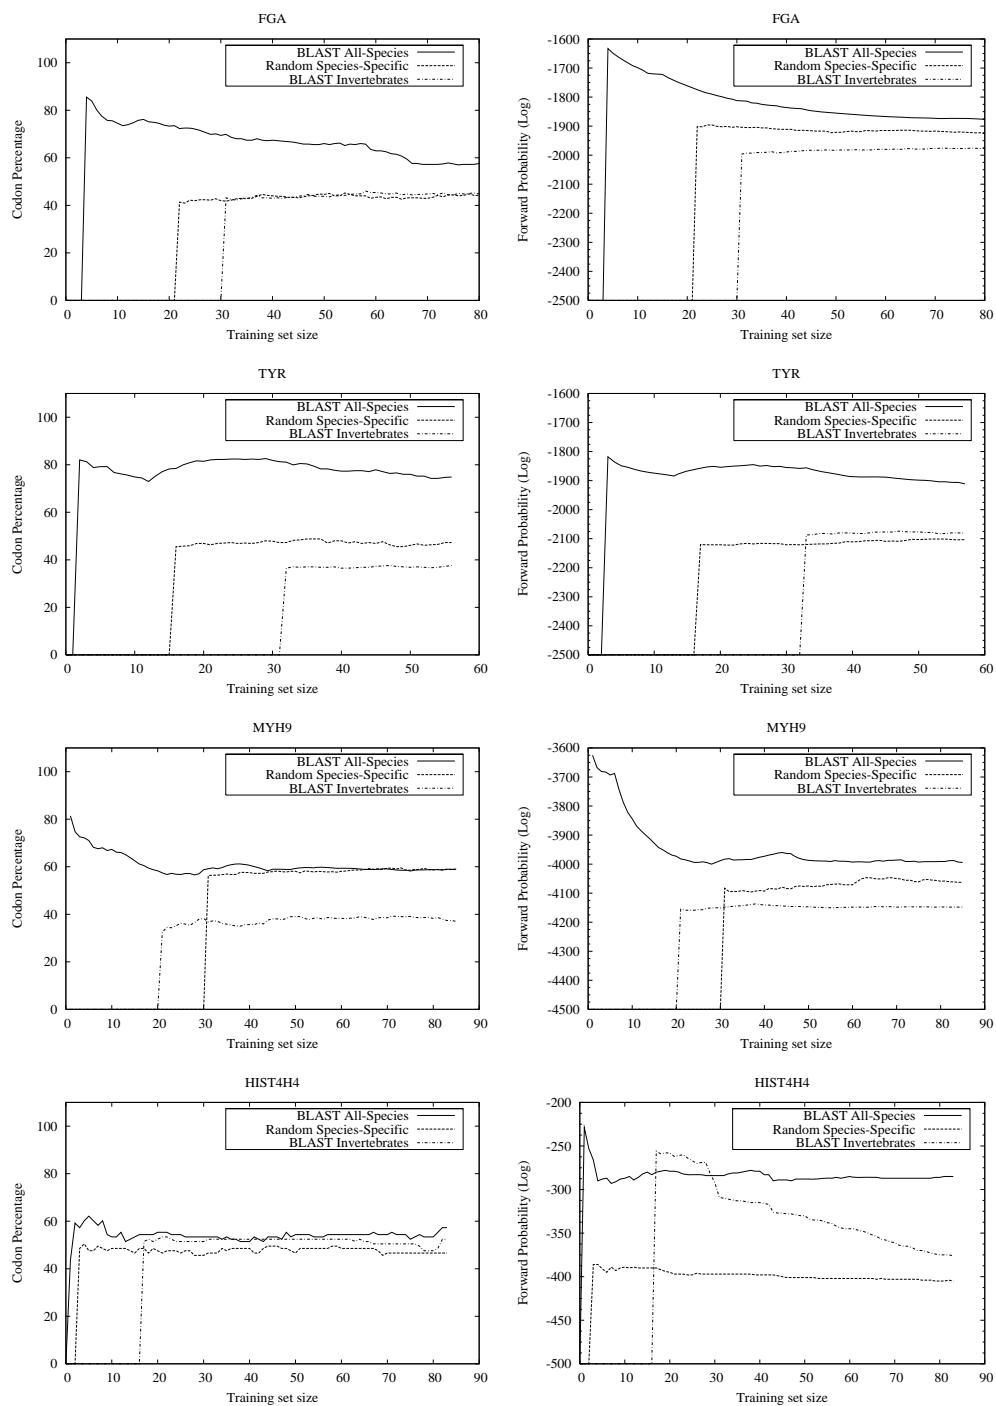 FGA
BLAST All-Species
Random Species-Specific
BLAST Invertebrates
Codon Percentage
100
80
60
40
20
0
0 10 20 30 40 50 60 70 80
Training set size
FGA
BLAST All-Species
Random Species-Specific
BLAST Invertebrates
Forward Probability (Log)
-1600
-1700
-1800
-1900
-2000
-2100
-2200
-2300
-2400
-2500
0 10 20 30 40 50 60 70 80
Training set size
TYR
BLAST All-Species
Random Species-Specific
BLAST Invertebrates
Codon Percentage
100
80
60
40
20
0
0 10 20 30 40 50 60
Training set size
TYR
BLAST All-Species
Random Species-Specific
BLAST Invertebrates
Forward Probability (Log)
-1600
-1700
-1800
-1900
-2000
-2100
-2200
-2300
-2400
-2500
0 10 20 30 40 50 60
Training set size
MYH9
BLAST All-Species
Random Species-Specific
BLAST Invertebrates
Codon Percentage
100
80
60
40
20
0
0 10 20 30 40 50 60 70 80 90
Training set size
MYH9
BLAST All-Species
Random Species-Specific
BLAST Invertebrates
Forward Probability (Log)
-3600
-3700
-3800
-3900
-4000
-4100
-4200
-4300
-4400
-4500
0 10 20 30 40 50 60 70 80 90
Training set size
HIST4H4
BLAST All-Species
Random Species-Specific
BLAST Invertebrates
Codon Percentage
100
80
60
40
20
0
0 10 20 30 40 50 60 70 80 90
Training set size
HIST4H4
BLAST All-Species
Random Species-Specific
BLAST Invertebrates
Forward Probability (Log)
-200
-250
-300
-350
-400
-450
-500
0 10 20 30 40 50 60 70 80 90
Training set size